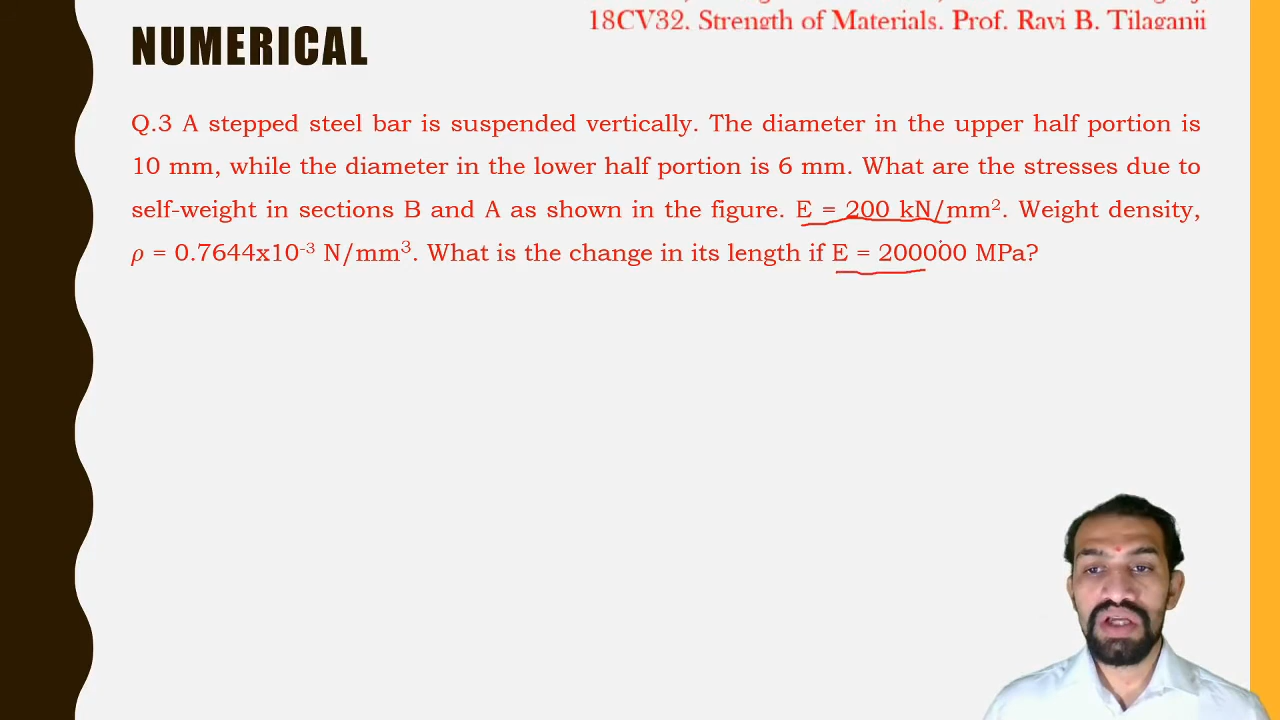 18CV32, Strength of Materials, Prof. Ravi B. Tilaganji
NUMERICAL
Q.3 A stepped steel bar is suspended vertically. The diameter in the upper half portion is
10 mm, while the diameter in the lower half portion is 6 mm. What are the stresses due to
self-weight in sections B and A as shown in the figure. E = 200 kN/mm². Weight density,
ρ = 0.7644x10⁻³ N/mm³. What is the change in its length if E = 200000 MPa?